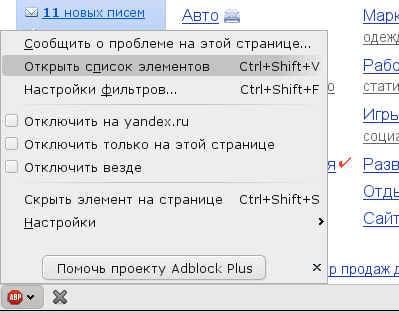 11 новых писем
Авто
Марк
одежд
Сообщить о проблеме на этой странице...
Открыть список элементов Ctrl+Shift+V
Рабо
Настройки фильтров... Ctrl+Shift+F
стати
Отключить на yandex.ru
Игры
Отключить только на этой странице
социа
Отключить везде
я
Разв
Скрыть элемент на странице Ctrl+Shift+S
Отды
Настройки
Сайт
Помочь проекту Adblock Plus
р продаж д
ABP